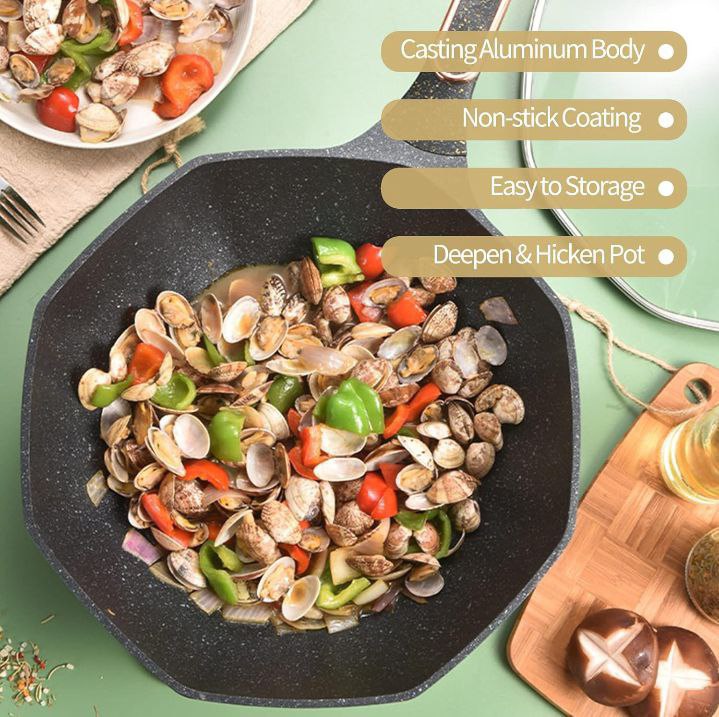 Casting Aluminum Body
Non-stick Coating
Easy to Storage
Deepen & Hicken Pot